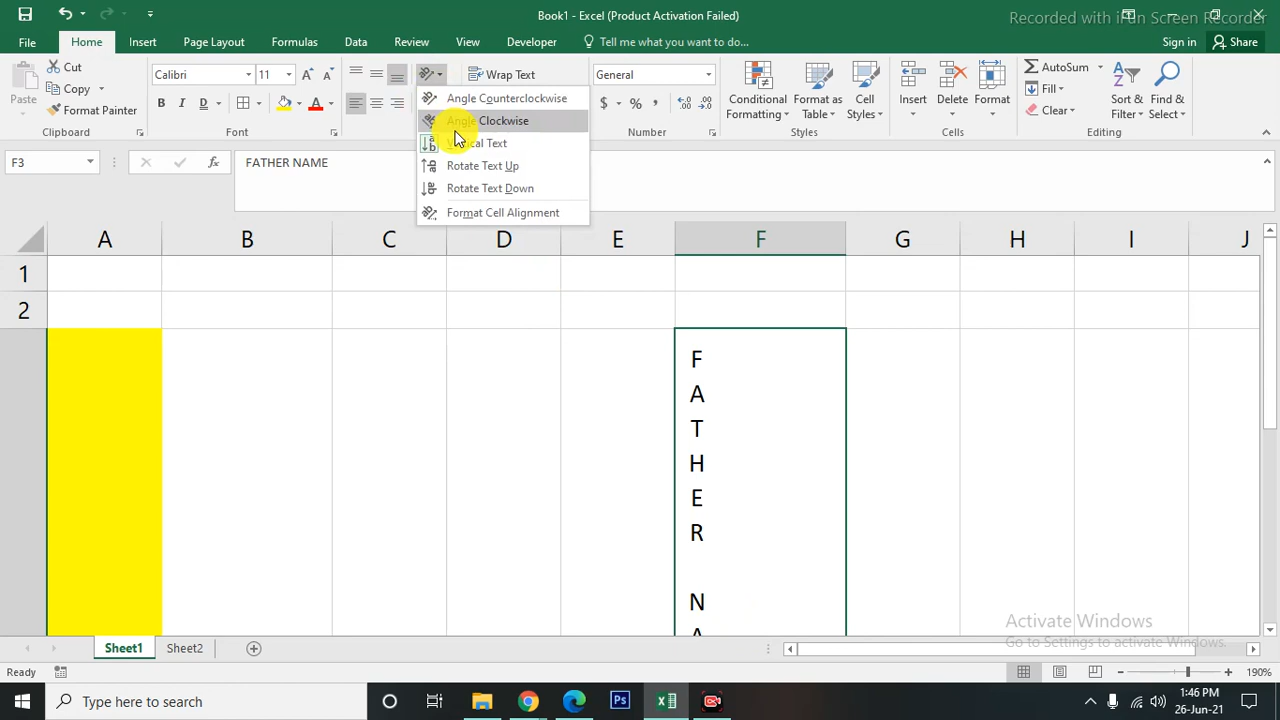 Book1 - Excel (Product Activation Failed)
Recorded with iFun Screen Recorder
File Home Insert Page Layout Formulas Data Review View Developer Tell me what you want to do... Sign in Share
Paste
Cut
Copy
Format Painter
Clipboard
Calibri 11
B I D
Font
Wrap Text
General
$ % ,
Number
Conditional Formatting
Format as Table
Cell Styles
Styles
Insert
Delete
Format
Cells
AutoSum
Fill
Clear
Sort & Filter
Find & Select
Editing
Angle Counterclockwise
Angle Clockwise
Rotate Text Up
Rotate Text Down
Format Cell Alignment
F3
fx
FATHER NAME
A B C D E F G H I J
1
2
F
A
T
H
E
R
N
A
Activate Windows
Go to Settings to activate Windows.
Sheet1 Sheet2
Ready
190%
Type here to search
1:46 PM
26-Jun-21